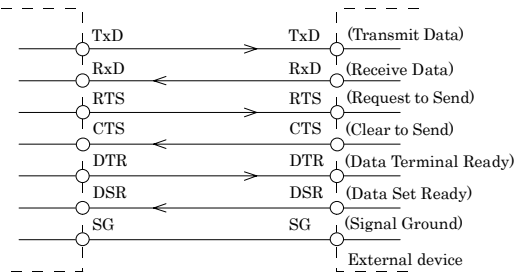 TxD TxD (Transmit Data)
RxD RxD (Receive Data)
RTS RTS (Request to Send)
CTS CTS (Clear to Send)
DTR DTR (Data Terminal Ready)
DSR DSR (Data Set Ready)
SG SG (Signal Ground)
External device